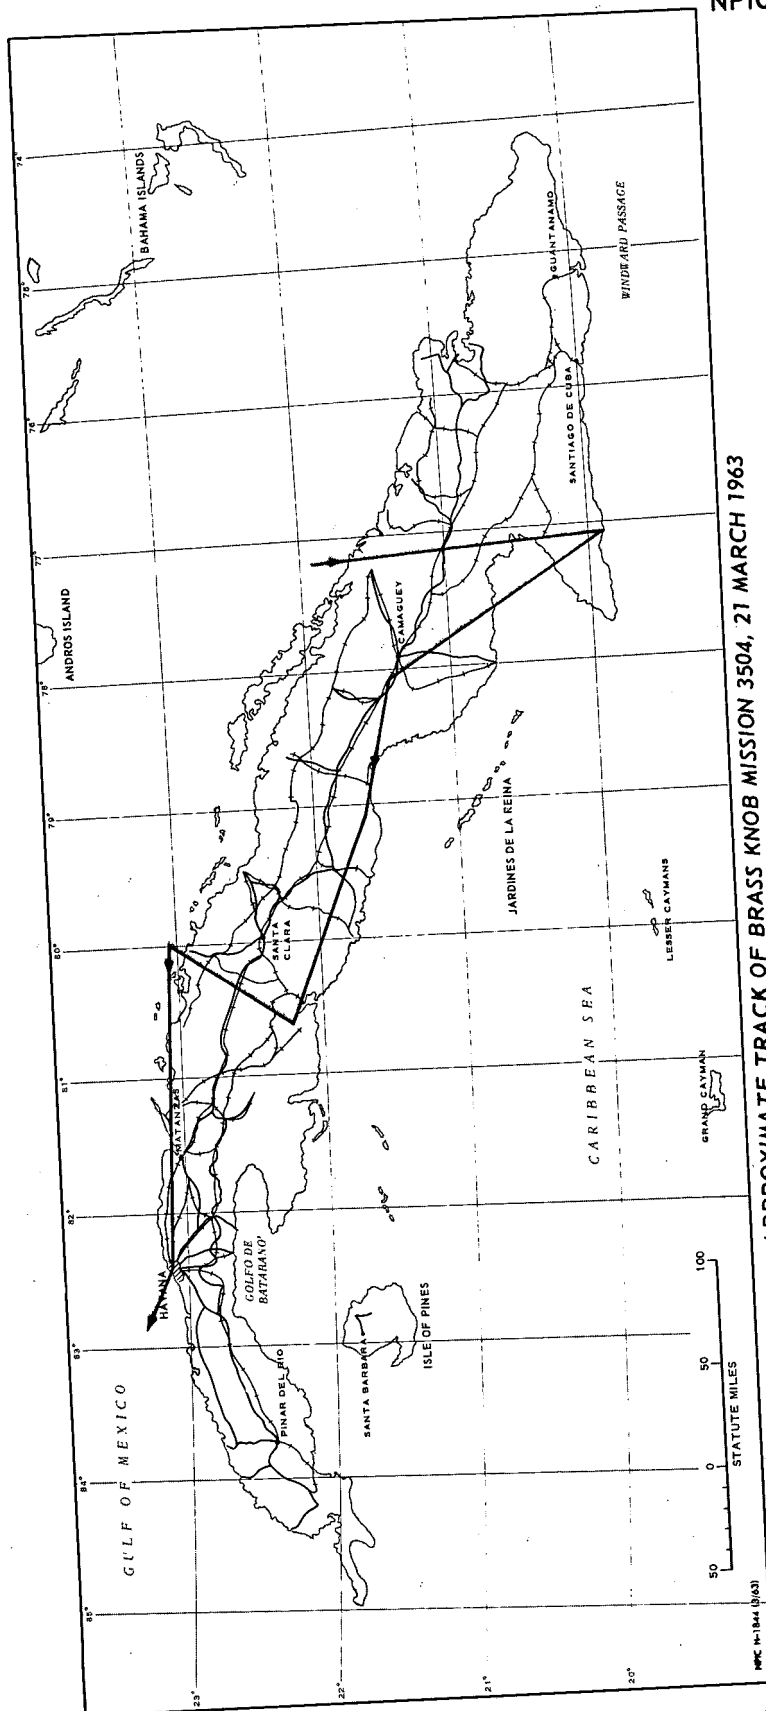 NPIC
74°
75°
76°
77°
78°
79°
80°
81°
82°
83°
84°
85°
BAHAMA ISLANDS
ANDROS ISLAND
GUANTANAMO
WINDWARD PASSAGE
SANTIAGO DE CUBA
CAMAGUEY
JARDINES DE LA REINA
SANTA
CLARA
LESSER CAYMANS
MATANZAS
CARIBBEAN SEA
GRAND CAYMAN
HAVANA
GOLFO DE
BATABANO'
GULF OF MEXICO
PINAR DEL RIO
SANTA BARBARA
ISLE OF PINES
23°
22°
21°
20°
50 0 50 100
STATUTE MILES
NPIC H-1844 (3/63)
APPROXIMATE TRACK OF BRASS KNOB MISSION 3504, 21 MARCH 1963